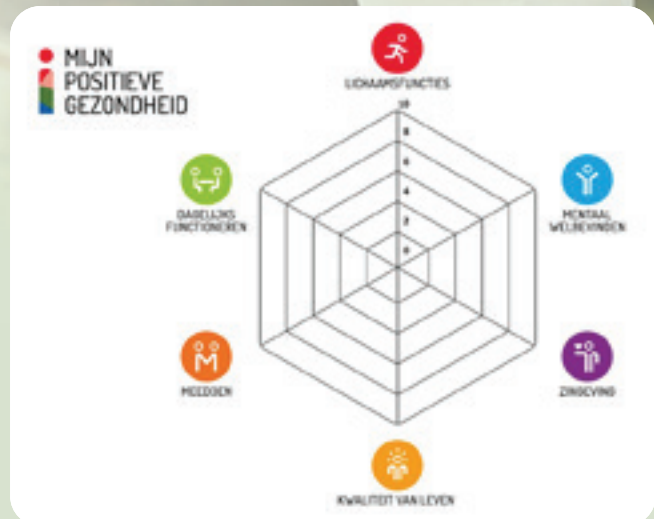 MIJN
POSITIEVE
GEZONDHEID
LICHAAMSFUNCTIES
10
8
6
4
2
0
DAGELIJKS
FUNCTIONEREN
MENTAAL
WELBEVINDEN
MEEDOEN
ZINGEVING
KWALITEIT VAN LEVEN